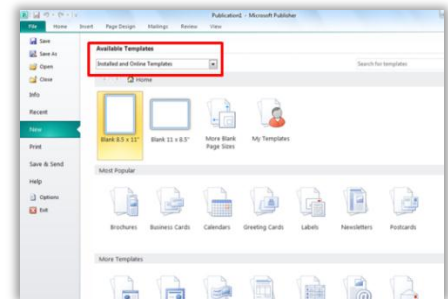 Publication1 - Microsoft Publisher
File Home Insert Page Design Mailings Review View
Save
Save As
Open
Close
Info
Recent
New
Print
Save & Send
Help
Options
Exit
Available Templates
Installed and Online Templates
Search for templates
Home
Blank 8.5 x 11"
Blank 11 x 8.5"
More Blank
Page Sizes
My Templates
Most Popular
Brochures
Business Cards
Calendars
Greeting Cards
Labels
Newsletters
Postcards
More Templates